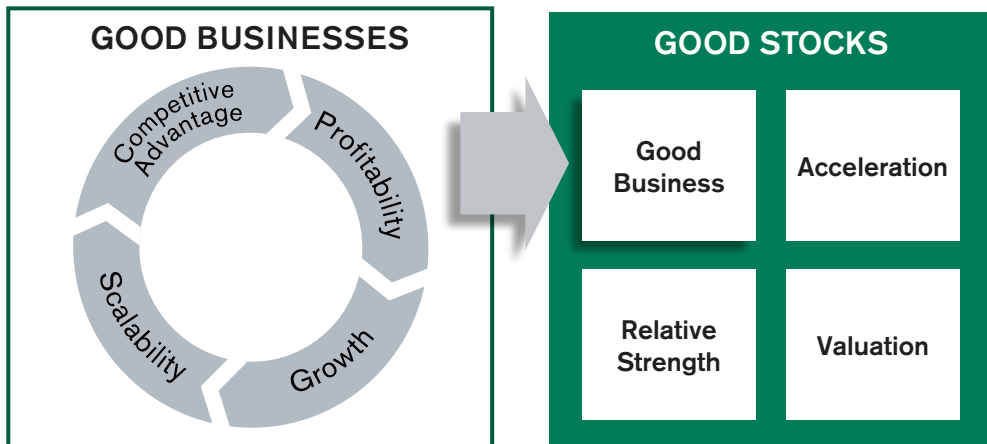 GOOD BUSINESSES
Competitive
Advantage
Profitability
Growth
Scalability
GOOD STOCKS
Good
Business
Acceleration
Relative
Strength
Valuation